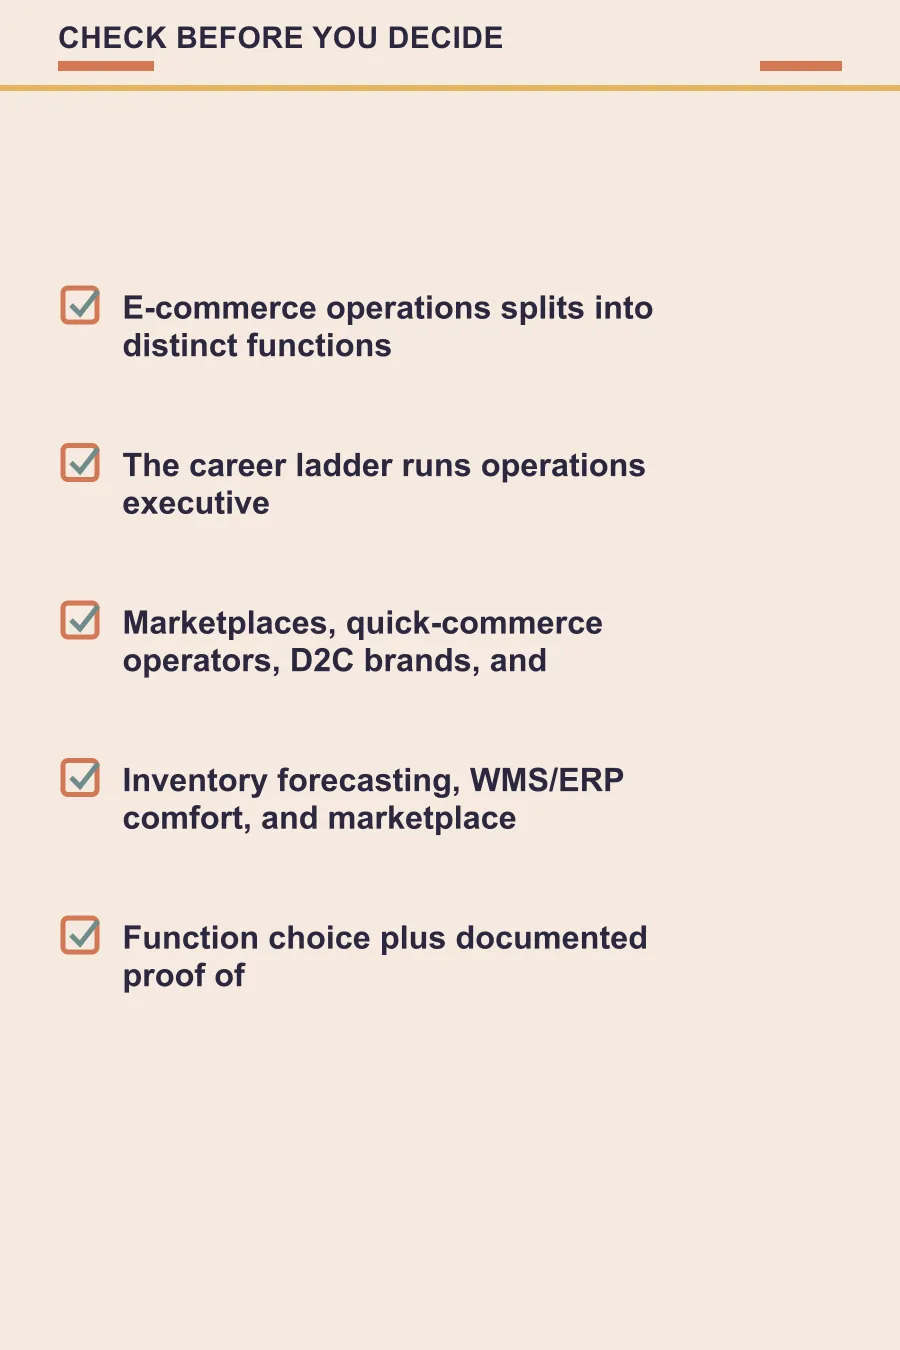 CHECK BEFORE YOU DECIDE
E-commerce operations splits into
distinct functions
The career ladder runs operations
executive
Marketplaces, quick-commerce
operators, D2C brands, and
Inventory forecasting, WMS/ERP
comfort, and marketplace
Function choice plus documented
proof of